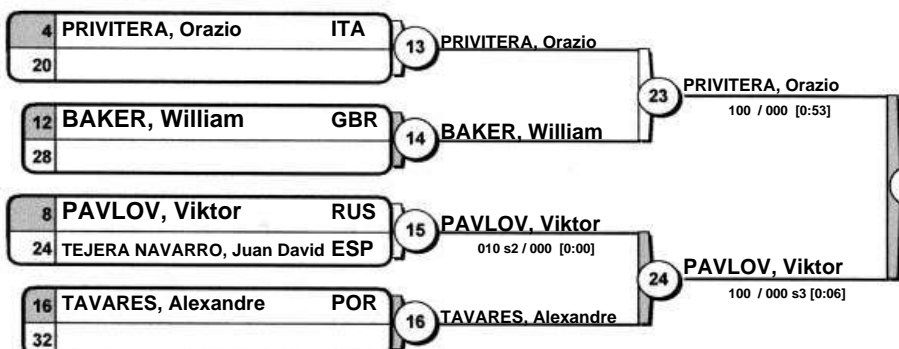 4 PRIVITERA, Orazio ITA
20
13 PRIVITERA, Orazio
12 BAKER, William GBR
28
14 BAKER, William
23 PRIVITERA, Orazio
100 / 000 [0:53]
8 PAVLOV, Viktor RUS
24 TEJERA NAVARRO, Juan David ESP
15 PAVLOV, Viktor
010 s2 / 000 [0:00]
16 TAVARES, Alexandre POR
32
16 TAVARES, Alexandre
24 PAVLOV, Viktor
100 / 000 s3 [0:06]